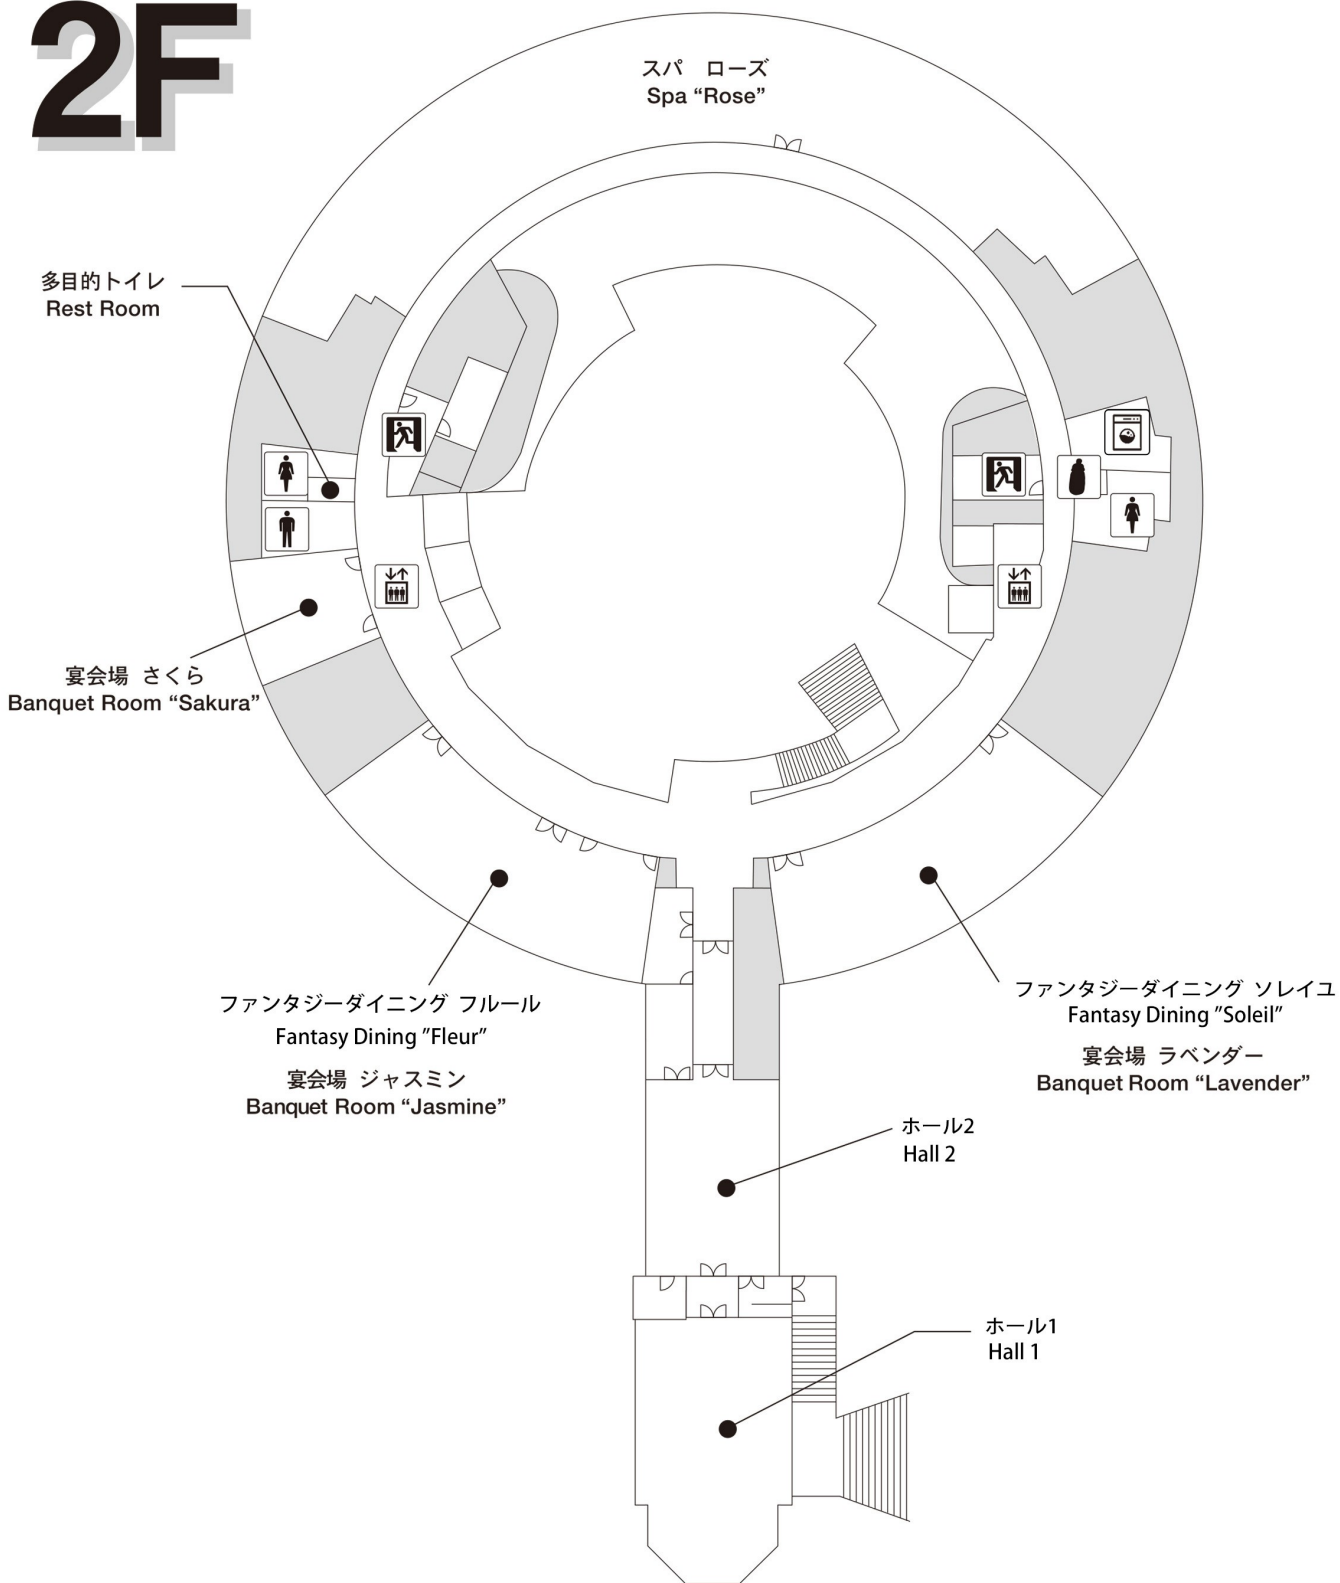 2F
スパ　ローズ
Spa “Rose”
多目的トイレ
Rest Room
宴会場 さくら
Banquet Room “Sakura”
ファンタジーダイニング フルール
Fantasy Dining ”Fleur”
宴会場 ジャスミン
Banquet Room “Jasmine”
ファンタジーダイニング ソレイユ
Fantasy Dining ”Soleil”
宴会場 ラベンダー
Banquet Room “Lavender”
ホール2
Hall 2
ホール1
Hall 1